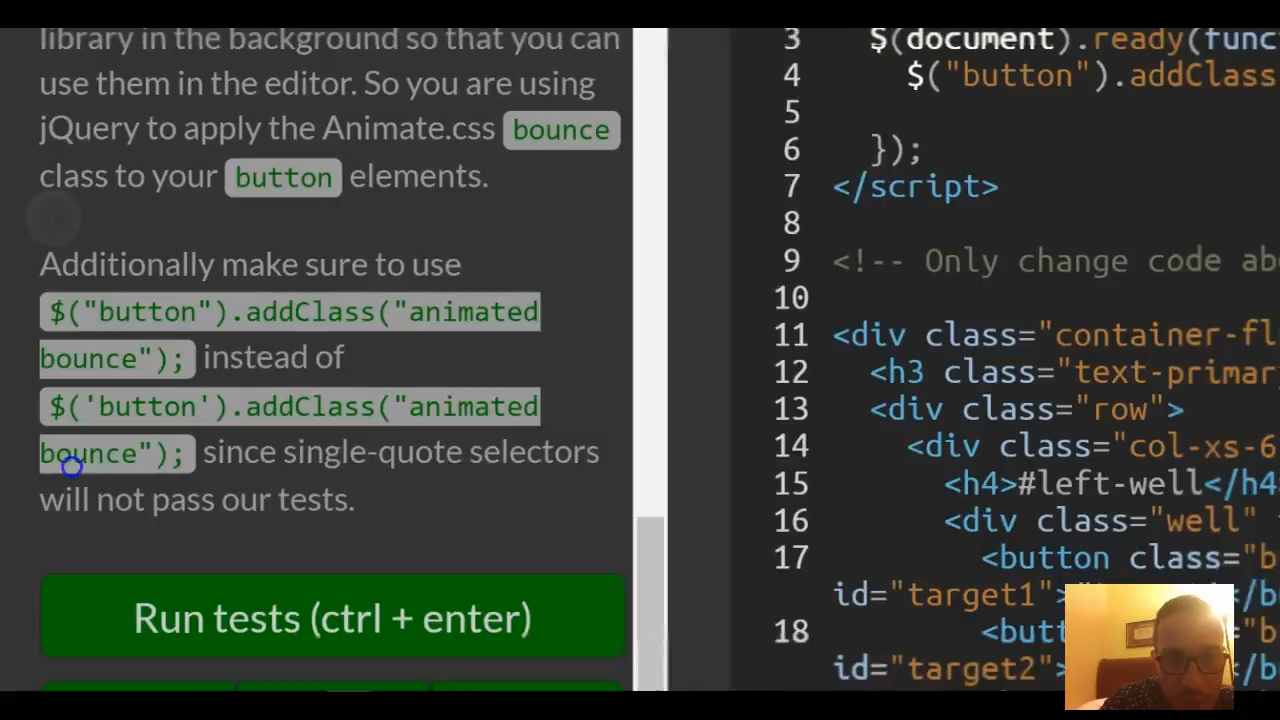 library in the background so that you can
use them in the editor. So you are using
jQuery to apply the Animate.css bounce
class to your button elements.
Additionally make sure to use
$("button").addClass("animated
bounce"); instead of
$('button').addClass("animated
bounce"); since single-quote selectors
will not pass our tests.
Run tests (ctrl + enter)
3 $(document).ready(func
4 $("button").addClass
5
6 });
7 </script>
8
9 <!-- Only change code ab
10
11 <div class="container-fl
12 <h3 class="text-primar
13 <div class="row">
14 <div class="col-xs-6
15 <h4>#left-well</h4
16 <div class="well"
17 <button class="b
id="target1">
18 <butt
id="target2">